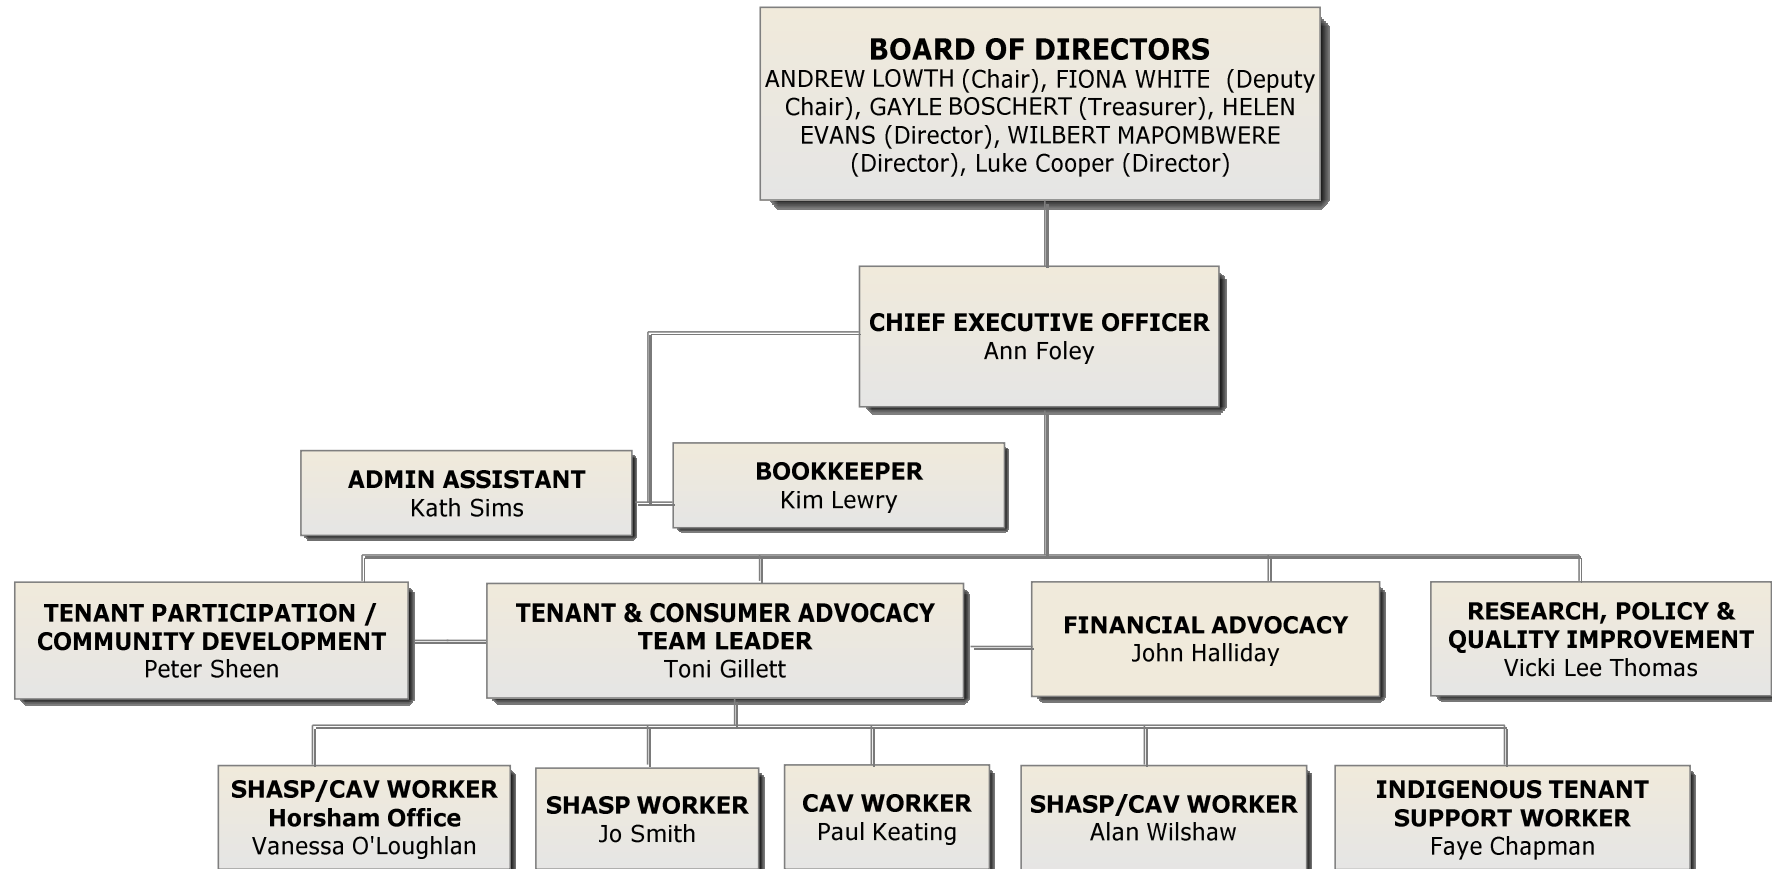 BOARD OF DIRECTORS
ANDREW LOWTH (Chair), FIONA WHITE  (Deputy
Chair), GAYLE BOSCHERT (Treasurer), HELEN
EVANS (Director), WILBERT MAPOMBWERE
(Director), Luke Cooper (Director)
CHIEF EXECUTIVE OFFICER
Ann Foley
ADMIN ASSISTANT
Kath Sims
BOOKKEEPER
Kim Lewry
TENANT PARTICIPATION /
COMMUNITY DEVELOPMENT
Peter Sheen
TENANT & CONSUMER ADVOCACY
TEAM LEADER
Toni Gillett
FINANCIAL ADVOCACY
John Halliday
RESEARCH, POLICY &
QUALITY IMPROVEMENT
Vicki Lee Thomas
SHASP/CAV WORKER
Horsham Office
Vanessa O'Loughlan
SHASP WORKER
Jo Smith
CAV WORKER
Paul Keating
SHASP/CAV WORKER
Alan Wilshaw
INDIGENOUS TENANT
SUPPORT WORKER
Faye Chapman